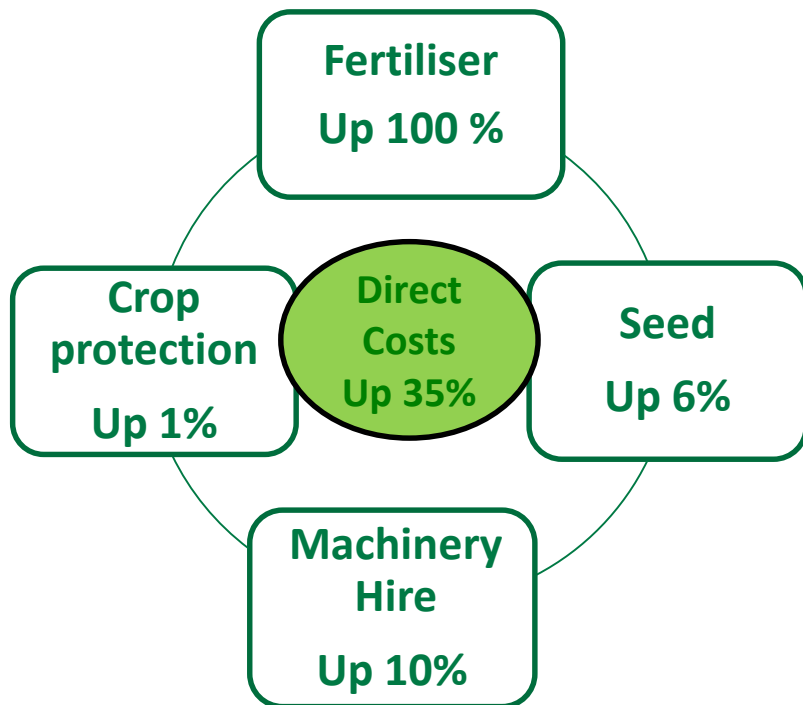 Fertiliser
Up 100 %
Crop
protection
Up 1%
Direct
Costs
Up 35%
Seed
Up 6%
Machinery
Hire
Up 10%